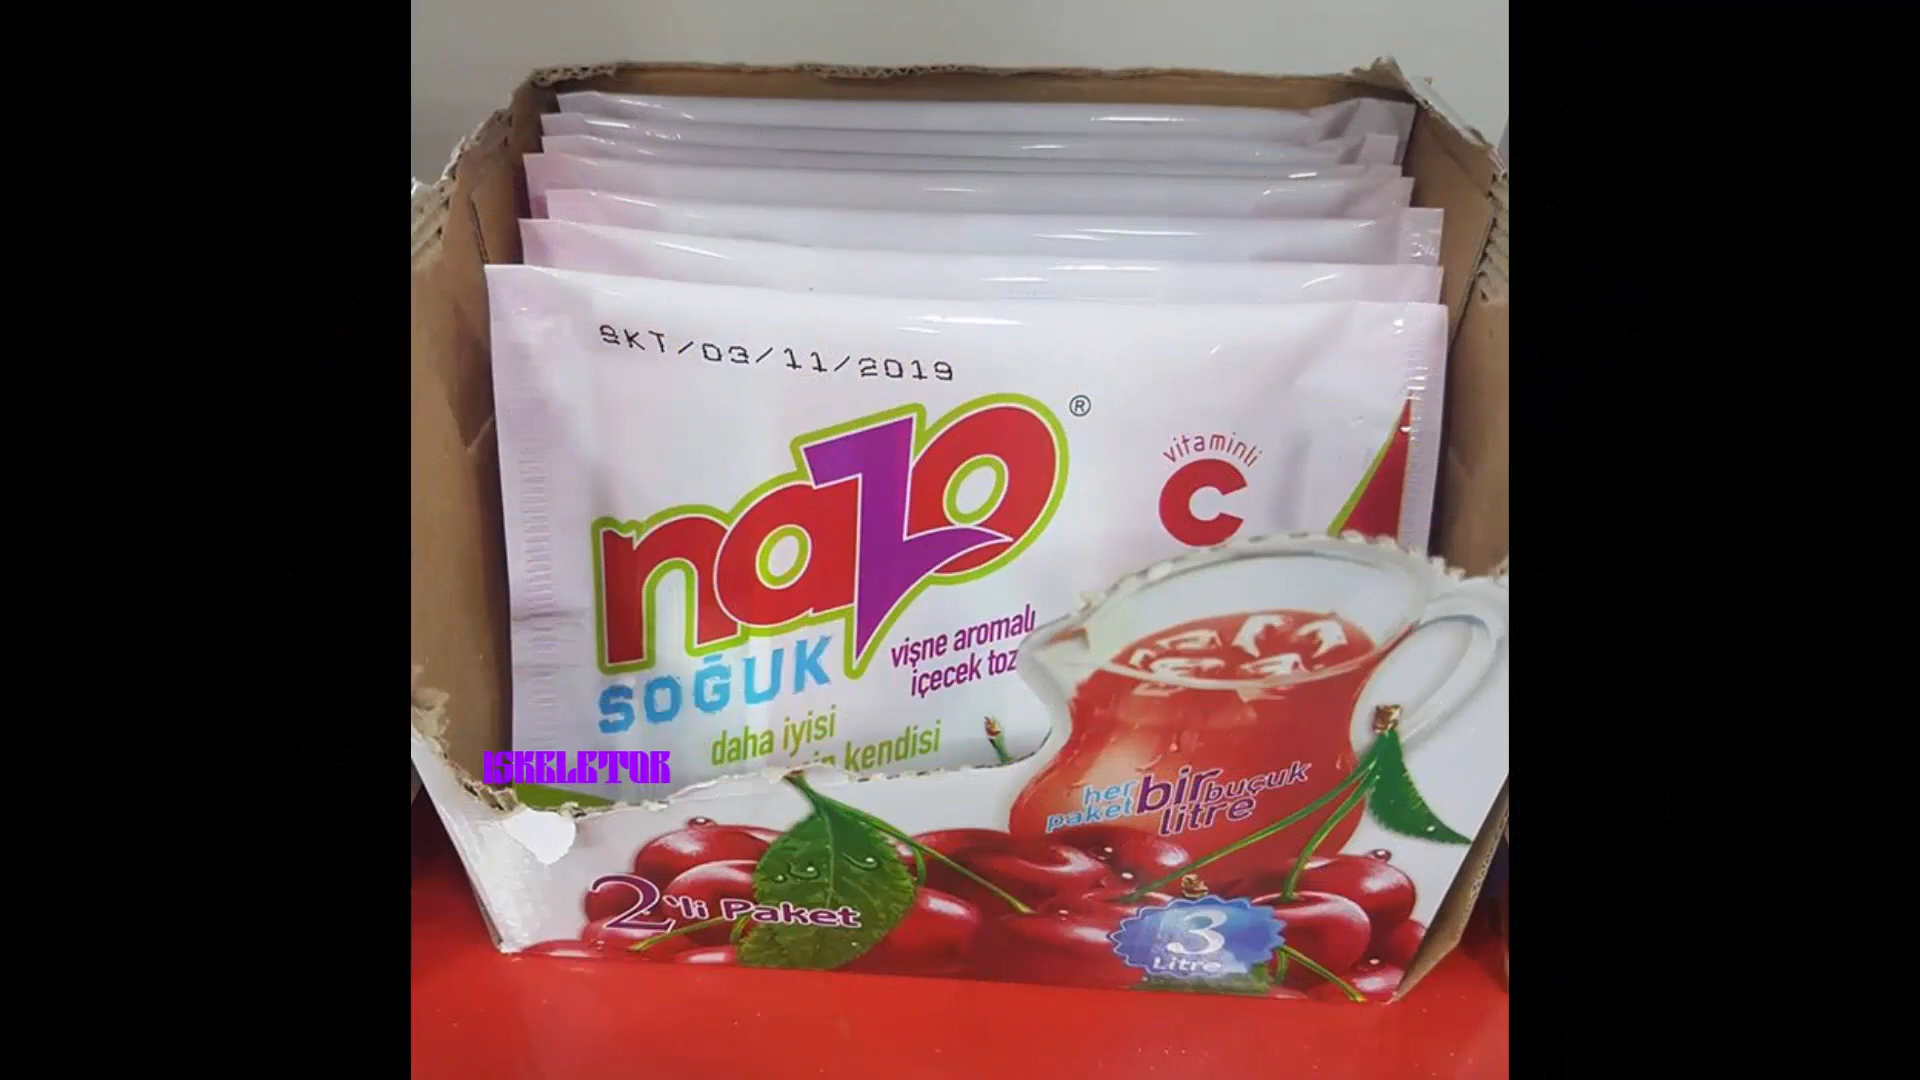 SKT/03/11/2019
nazo
®
vitaminli
C
SOĞUK
vişne aromalı
içecek toz
daha iyisi
kendisi
ISKELETOR
her bir buçuk
paket litre
2'li Paket
3
Litre